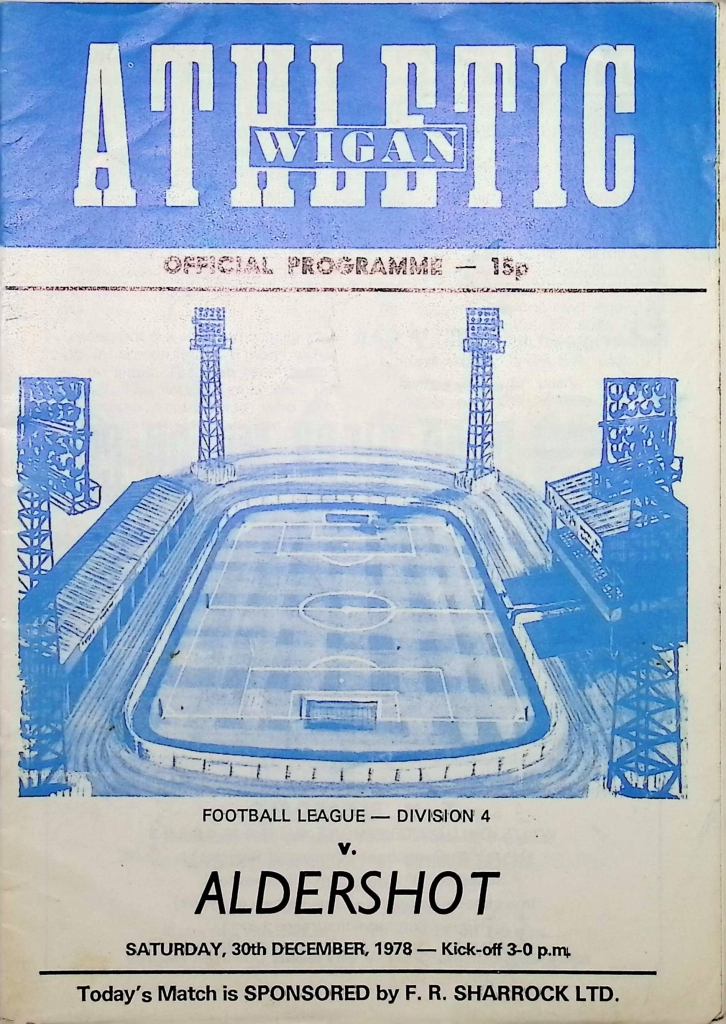 ATHLETIC
WIGAN
OFFICIAL PROGRAMME — 15p
FOOTBALL LEAGUE — DIVISION 4
v.
ALDERSHOT
SATURDAY, 30th DECEMBER, 1978 — Kick-off 3-0 p.m.
Today's Match is SPONSORED by F. R. SHARROCK LTD.